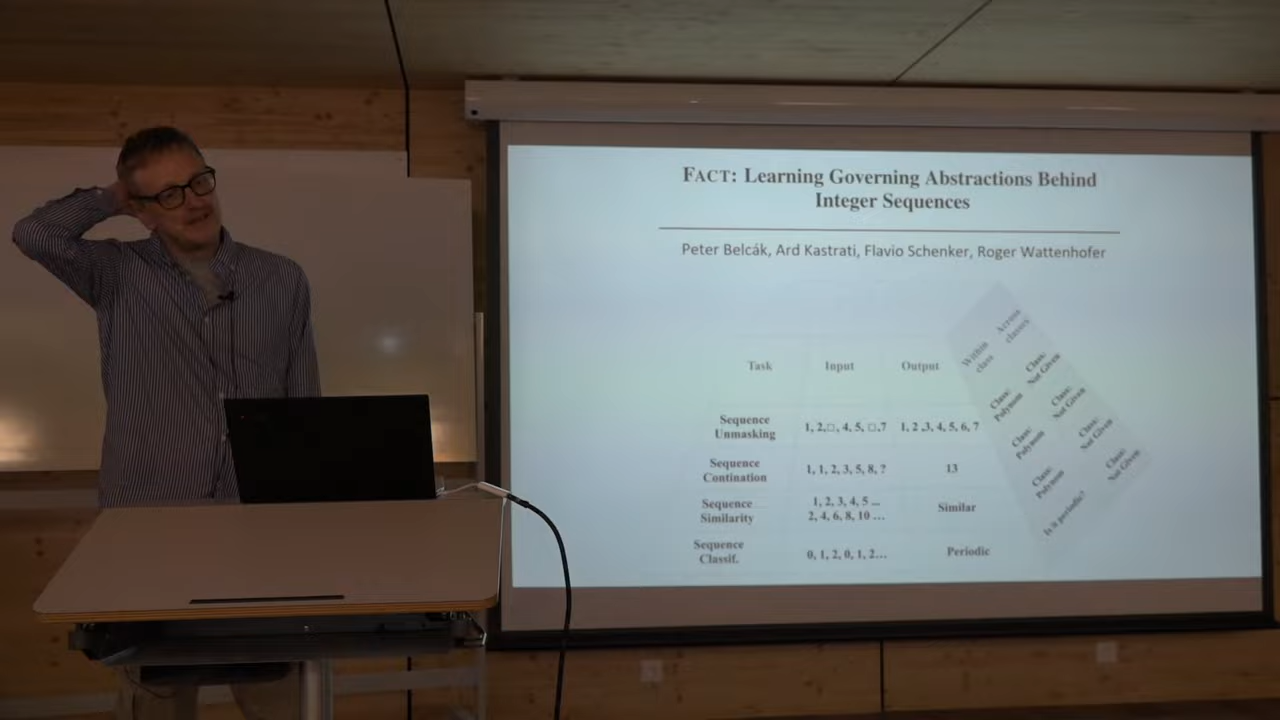 FACT: Learning Governing Abstractions Behind
Integer Sequences
Peter Belcák, Ard Kastrati, Flavio Schenker, Roger Wattenhofer
Within class
Across classes
Task Input Output
Class: Polynom
Class: Not Given
Sequence Unmasking
1, 2,□, 4, 5, □,7
1, 2 ,3, 4, 5, 6, 7
Class: Polynom
Class: Not Given
Sequence Contination
1, 1, 2, 3, 5, 8, ?
13
Class: Polynom
Class: Not Given
Sequence Similarity
1, 2, 3, 4, 5 ...
2, 4, 6, 8, 10 ...
Similar
Is it periodic?
Class: Not Given
Sequence Classif.
0, 1, 2, 0, 1, 2...
Periodic